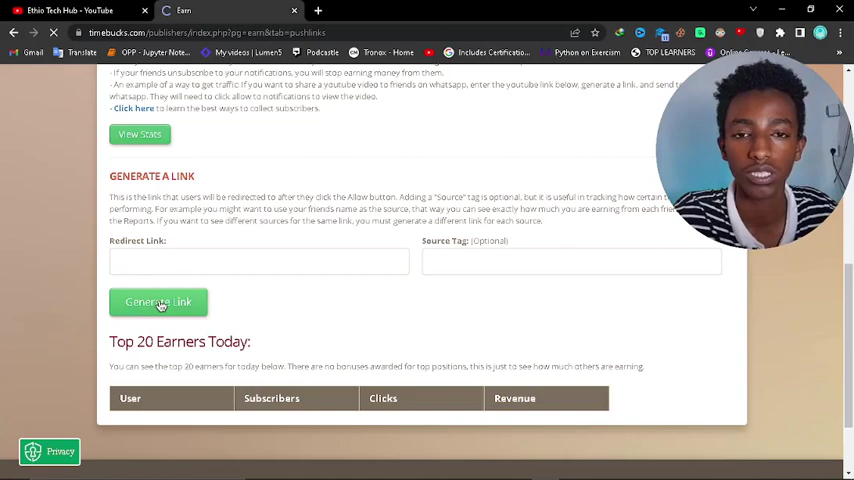 Ethio Tech Hub - YouTube
Earn
timebucks.com/publishers/index.php?pg=earn&tab=pushlinks
Gmail
Translate
OPP - Adterra Network
My videos | Lumen5
Podcastle
Tronox - Home
Includes Certification...
Python on Exercism
TOP LEARNERS
- If your friends unsubscribe to your notifications, you will stop earning money from them.
- An example of a way to get traffic: If you want to share a youtube video to friends on whatsapp, enter the youtube link below, generate a link, and send to
whatsapp. They will need to click allow notifications to view the video.
- Click here to learn the best ways to collect subscribers.
View Stats
GENERATE A LINK
This is the link that users will be redirected to after they click the Allow button. Adding a "Source" tag is optional, but it is useful in tracking how certain
performing. For example you might want to use your friends name as the source, that way you can see exactly how much you are earning from each
the Reports. If you want to see different sources for the same link, you must generate a different link for each source.
Redirect Link:
Source Tag: (Optional)
Generate Link
Top 20 Earners Today:
You can see the top 20 earners for today below. There are no bonuses awarded for top positions, this is just to see how much others are earning.
User Subscribers Clicks Revenue
Privacy